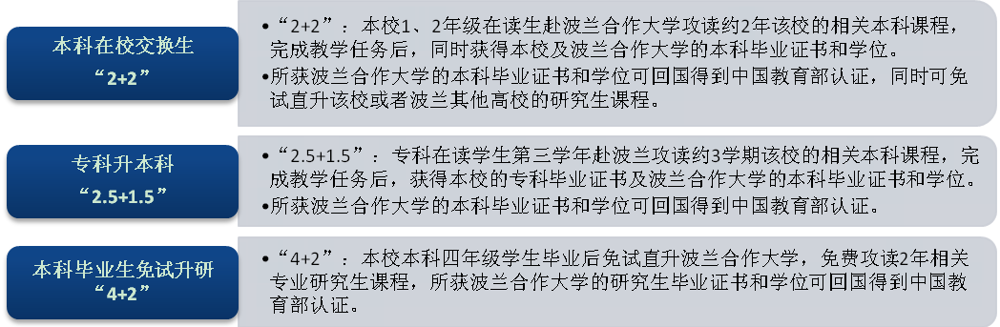 本科在校交换生
“2+2”
•“2+2”：本校1、2年级在读生赴波兰合作大学攻读约2年该校的相关本科课程，
完成教学任务后，同时获得本校及波兰合作大学的本科毕业证书和学位。
•所获波兰合作大学的本科毕业证书和学位可回国得到中国教育部认证，同时可免
试直升该校或者波兰其他高校的研究生课程。
专科升本科
“2.5+1.5”
•“2.5+1.5”：专科在读学生第三学年赴波兰攻读约3学期该校的相关本科课程，完
成教学任务后，获得本校的专科毕业证书及波兰合作大学的本科毕业证书和学位。
•所获波兰合作大学的本科毕业证书和学位可回国得到中国教育部认证。
本科毕业生免试升研
“4+2”
•“4+2”：本校本科四年级学生毕业后免试直升波兰合作大学，免费攻读2年相关
专业研究生课程，所获波兰合作大学的研究生毕业证书和学位可回国得到中国教
育部认证。